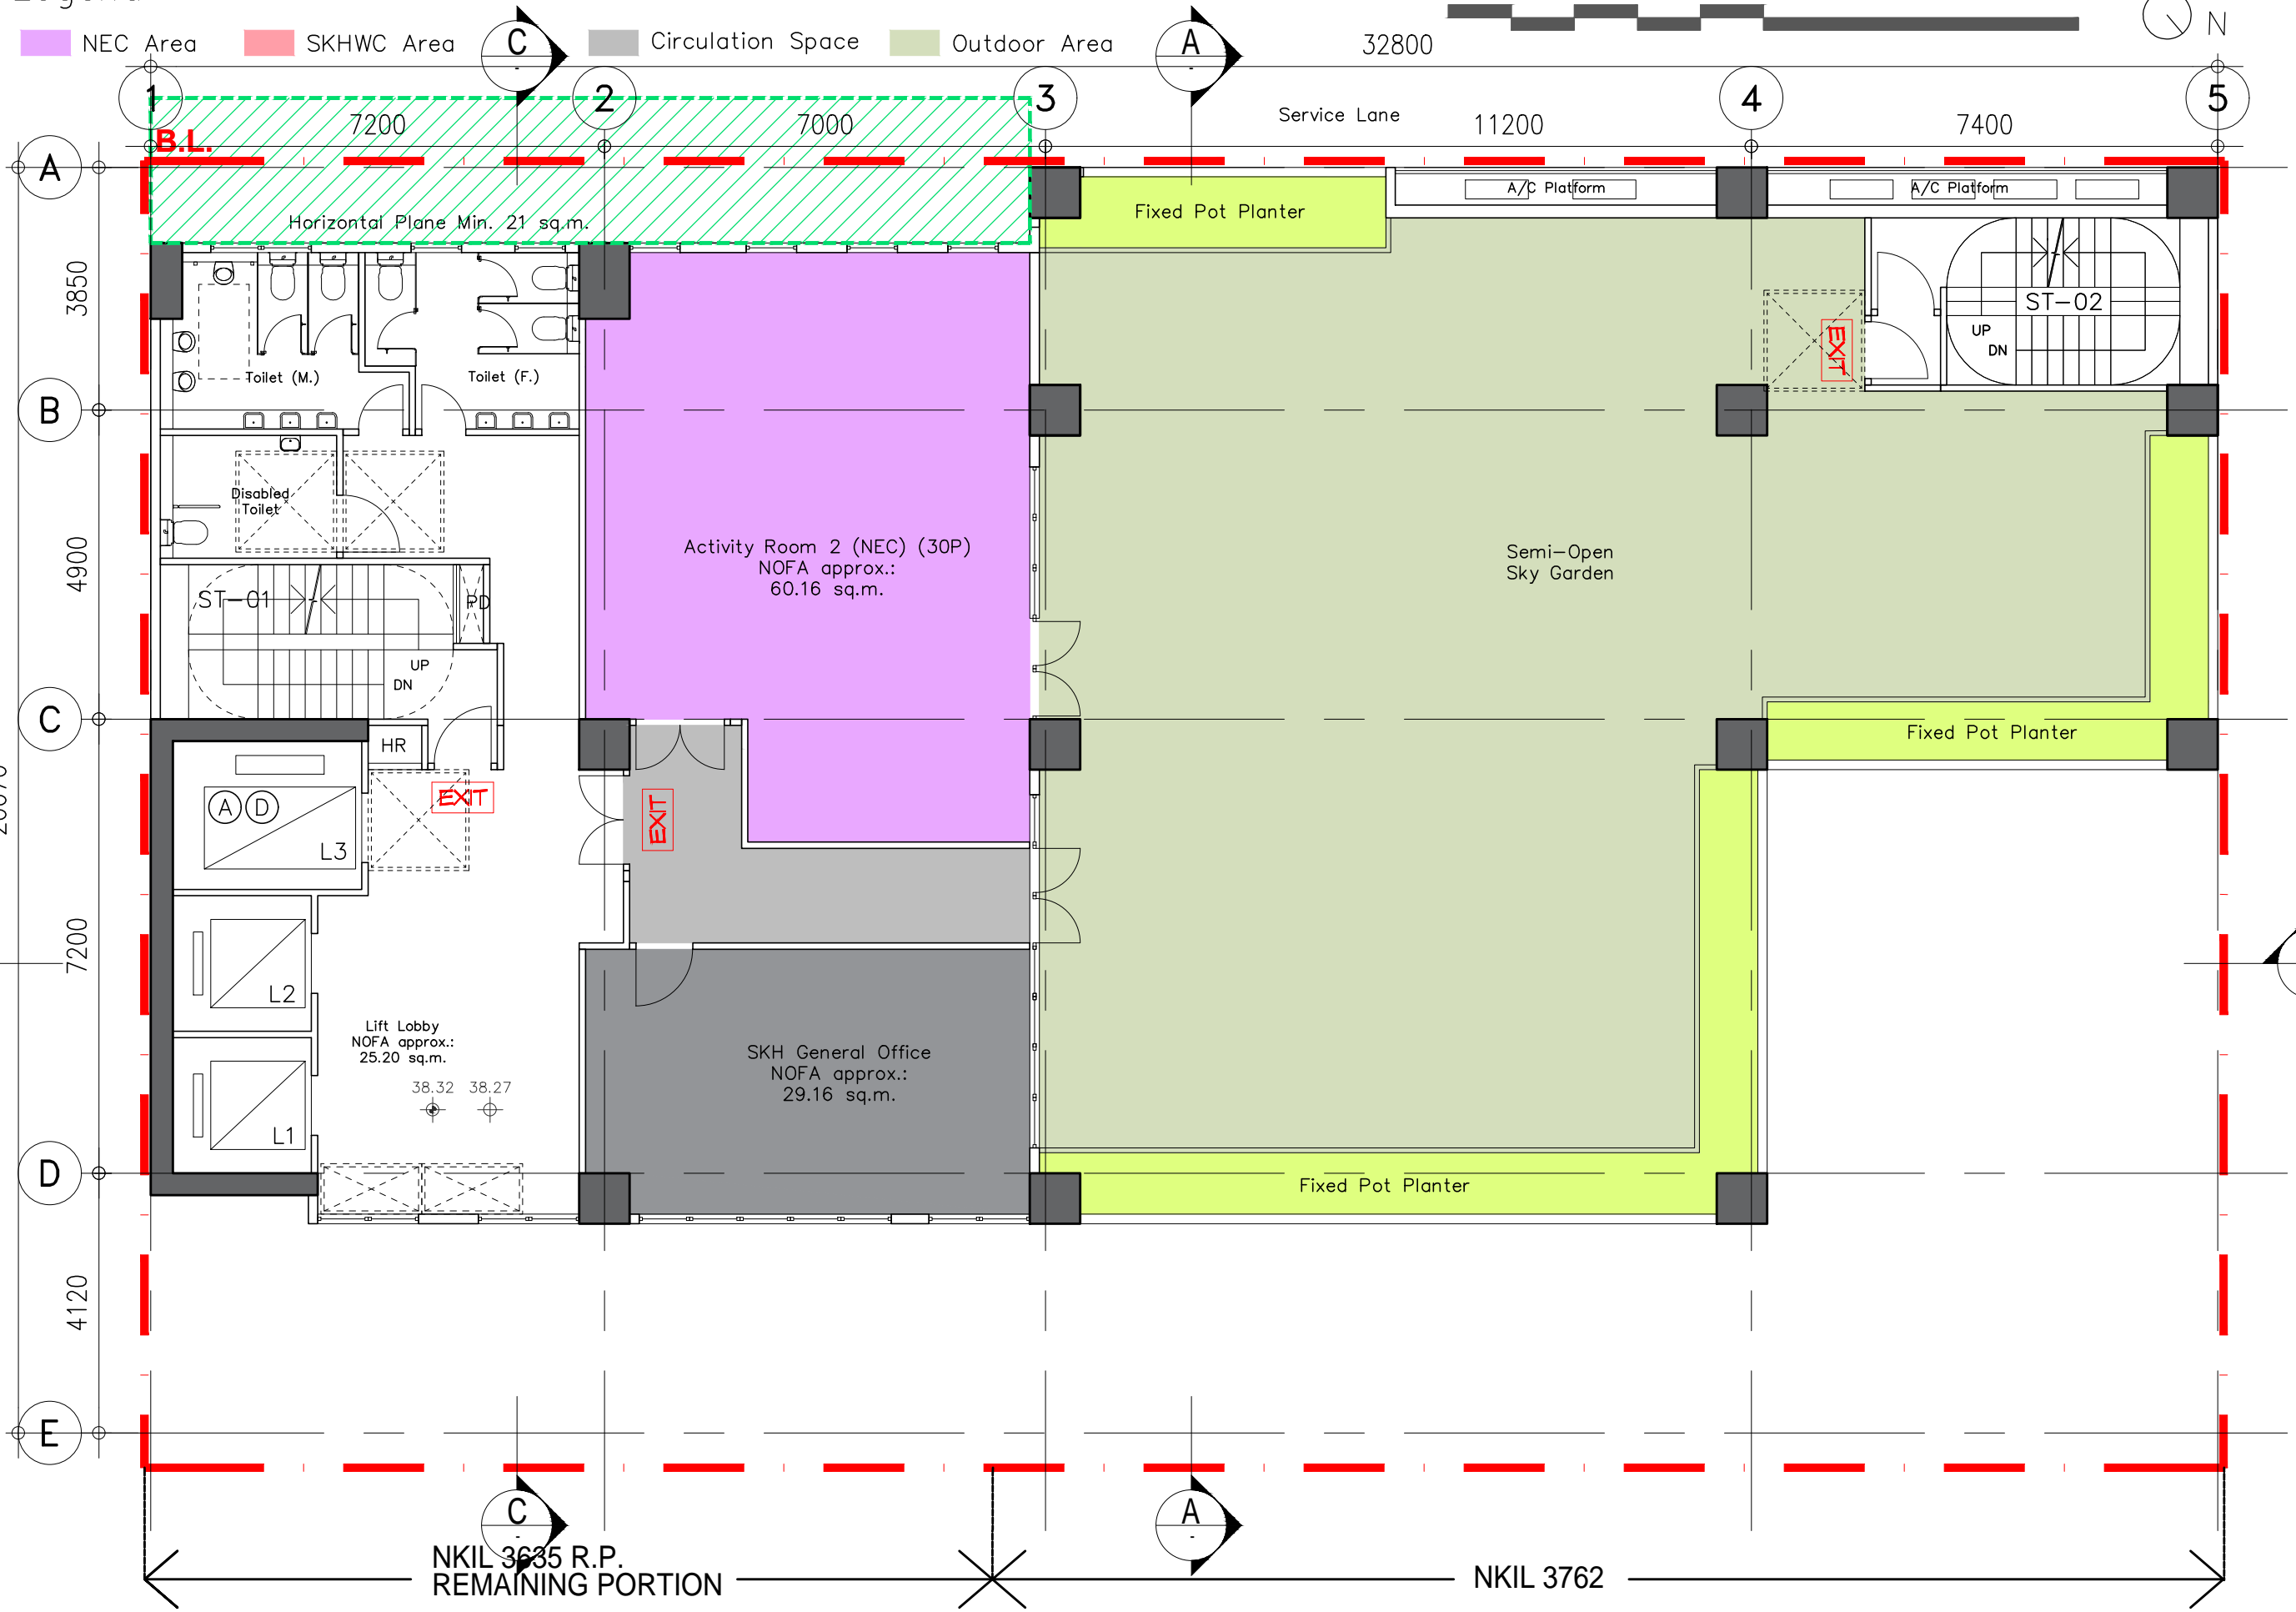 NEC Area
SKHWC Area
Circulation Space
Outdoor Area
C
-
A
-
32800
N
1
2
3
4
5
7200
7000
Service Lane
11200
7400
B.L.
A
Horizontal Plane Min. 21 sq.m.
Fixed Pot Planter
A/C Platform
A/C Platform
3850
ST-02
UP
DN
EXIT
Toilet (M.)
Toilet (F.)
B
Disabled
Toilet
4900
Activity Room 2 (NEC) (30P)
NOFA approx.:
60.16 sq.m.
Semi-Open
Sky Garden
ST-01
PD
UP
DN
C
HR
Fixed Pot Planter
A
D
L3
EXIT
EXIT
7200
L2
Lift Lobby
NOFA approx.:
25.20 sq.m.
38.32
38.27
SKH General Office
NOFA approx.:
29.16 sq.m.
L1
D
Fixed Pot Planter
4120
E
C
-
A
-
NKIL 3635 R.P.
REMAINING PORTION
NKIL 3762